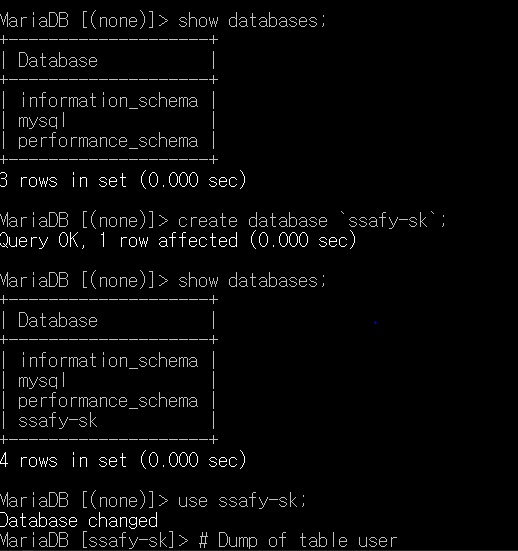 MariaDB [(none)]> show databases;
+--------------------+
| Database           |
+--------------------+
| information_schema |
| mysql              |
| performance_schema |
+--------------------+
3 rows in set (0.000 sec)
MariaDB [(none)]> create database `ssafy-sk`;
Query OK, 1 row affected (0.000 sec)
MariaDB [(none)]> show databases;
+--------------------+
| Database           |
+--------------------+
| information_schema |
| mysql              |
| performance_schema |
| ssafy-sk           |
+--------------------+
4 rows in set (0.000 sec)
MariaDB [(none)]> use ssafy-sk;
Database changed
MariaDB [ssafy-sk]> # Dump of table user